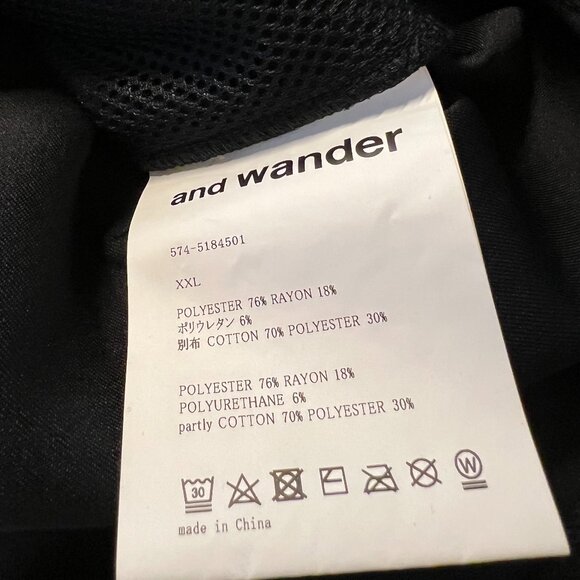 and wander
574-5184501
XXL
POLYESTER 76% RAYON 18%
ポリウレタン 6%
別布 COTTON 70% POLYESTER 30%
POLYESTER 76% RAYON 18%
POLYURETHANE 6%
partly COTTON 70% POLYESTER 30%
30 W
made in China